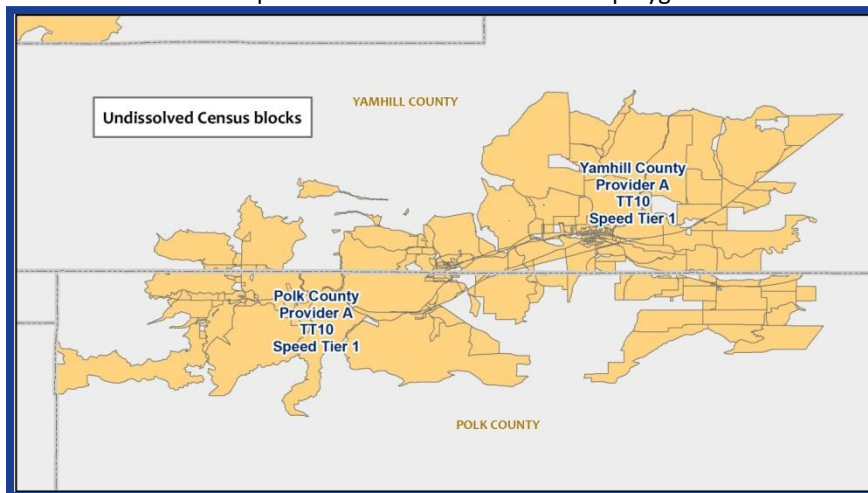 YAMHILL COUNTY
Undissolved Census blocks
Yamhill County
Provider A
TT10
Speed Tier 1
Polk County
Provider A
TT10
Speed Tier 1
POLK COUNTY